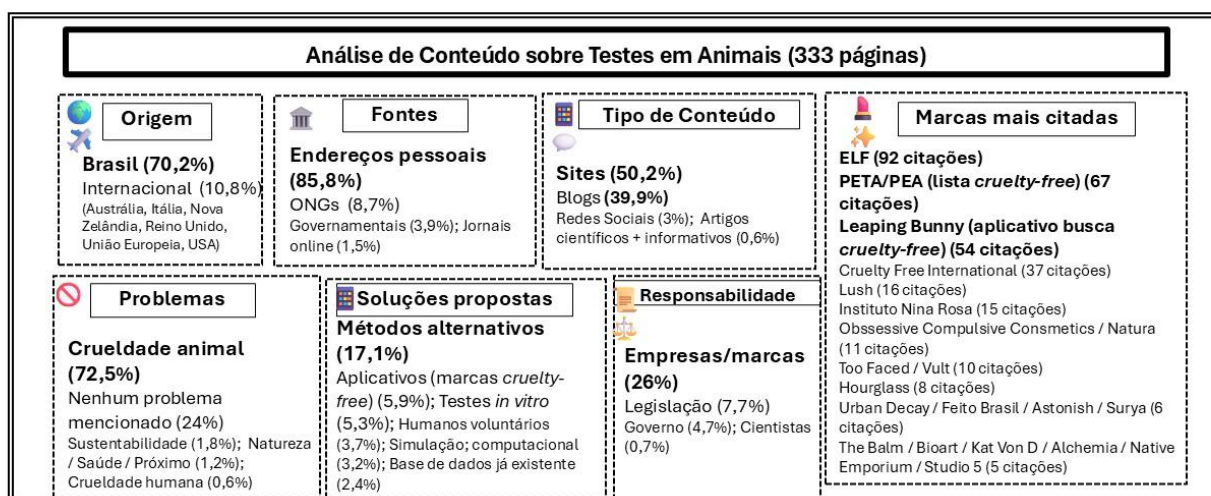 Análise de Conteúdo sobre Testes em Animais (333 páginas)
Origem
Brasil (70,2%)
Internacional (10,8%)
(Austrália, Itália, Nova
Zelândia, Reino Unido,
União Europeia, USA)
Fontes
Endereços pessoais
(85,8%)
ONGs (8,7%)
Governamentais (3,9%); Jornais
online (1,5%)
Tipo de Conteúdo
Sites (50,2%)
Blogs (39,9%)
Redes Sociais (3%); Artigos
científicos + informativos (0,6%)
Marcas mais citadas
ELF (92 citações)
PETA/PEA (lista cruelty-free) (67
citações)
Leaping Bunny (aplicativo busca
cruelty-free) (54 citações)
Cruelty Free International (37 citações)
Lush (16 citações)
Instituto Nina Rosa (15 citações)
Obssessive Compulsive Consmetics / Natura
(11 citações)
Too Faced / Vult (10 citações)
Hourglass (8 citações)
Urban Decay / Feito Brasil / Astonish / Surya (6
citações)
The Balm / Bioart / Kat Von D / Alchemia / Native
Emporium / Studio 5 (5 citações)
Problemas
Crueldade animal
(72,5%)
Nenhum problema
mencionado (24%)
Sustentabilidade (1,8%); Natureza
/ Saúde / Próximo (1,2%);
Crueldade humana (0,6%)
Soluções propostas
Métodos alternativos
(17,1%)
Aplicativos (marcas cruelty-
free) (5,9%); Testes in vitro
(5,3%); Humanos voluntários
(3,7%); Simulação; computacional
(3,2%); Base de dados já existente
(2,4%)
Responsabilidade
Empresas/marcas
(26%)
Legislação (7,7%)
Governo (4,7%); Cientistas
(0,7%)